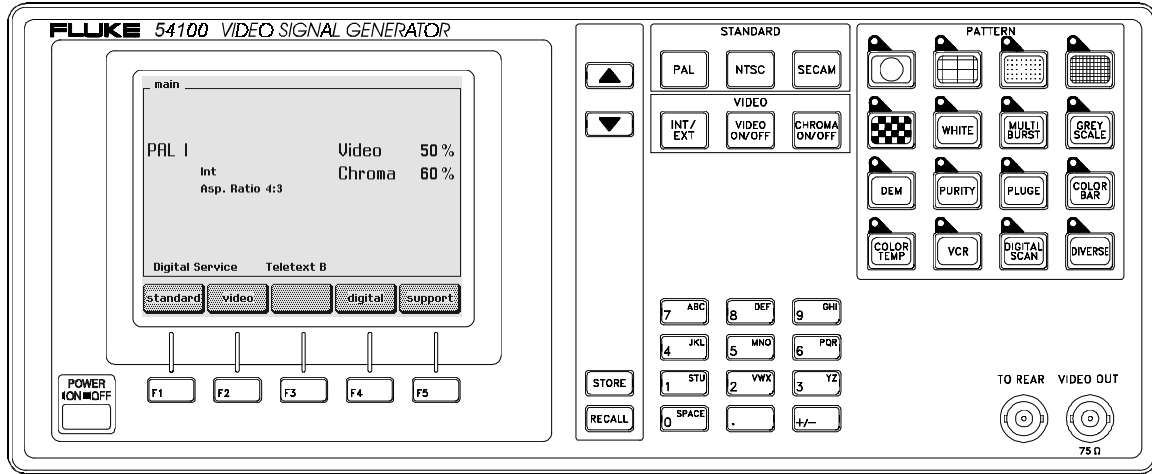 FLUKE 54100 VIDEO SIGNAL GENERATOR
main
PAL I
Int
Asp. Ratio 4:3
Video 50 %
Chroma 60 %
Digital Service Teletext B
standard video digital support
POWER
ON OFF
F1 F2 F3 F4 F5
STORE
RECALL
STANDARD
PAL NTSC SECAM
VIDEO
INT/
EXT
VIDEO
ON/OFF
CHROMA
ON/OFF
PATTERN
WHITE
MULTI
BURST
GREY
SCALE
DEM
PURITY
PLUGE
COLOR
BAR
COLOR
TEMP
VCR
DIGITAL
SCAN
DIVERSE
7 ABC
8 DEF
9 GHI
4 JKL
5 MNO
6 PQR
1 STU
2 VWX
3 YZ
0 SPACE
.
+/−
TO REAR VIDEO OUT
75 Ω